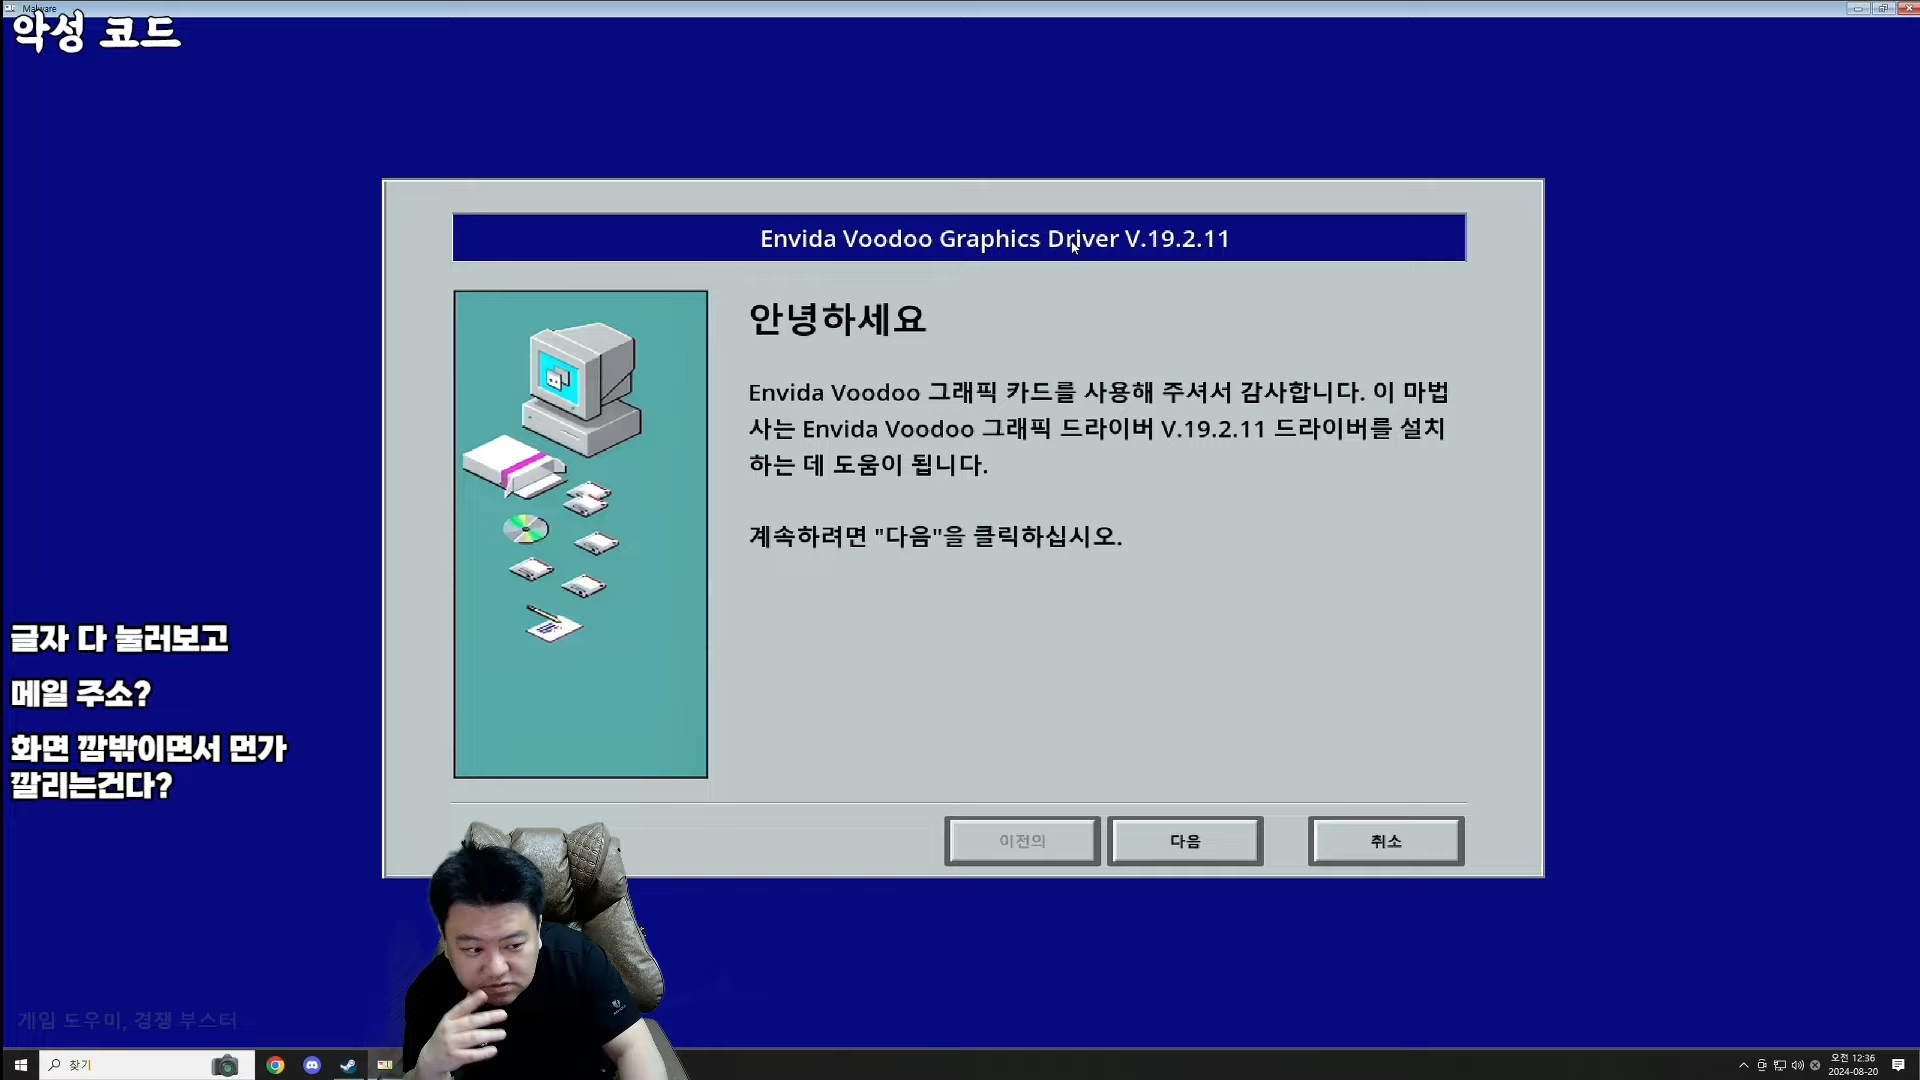 Malware
악성 코드
Envida Voodoo Graphics Driver V.19.2.11
안녕하세요
Envida Voodoo 그래픽 카드를 사용해 주셔서 감사합니다. 이 마법
사는 Envida Voodoo 그래픽 드라이버 V.19.2.11 드라이버를 설치
하는 데 도움이 됩니다.
계속하려면 "다음"을 클릭하십시오.
글자 다 눌러보고
메일 주소?
화면 깜밖이면서 먼가
깔리는건다?
이전의
다음
취소
게임 도우미, 경쟁 부스터
찾기
오전 12:36
2024-08-20